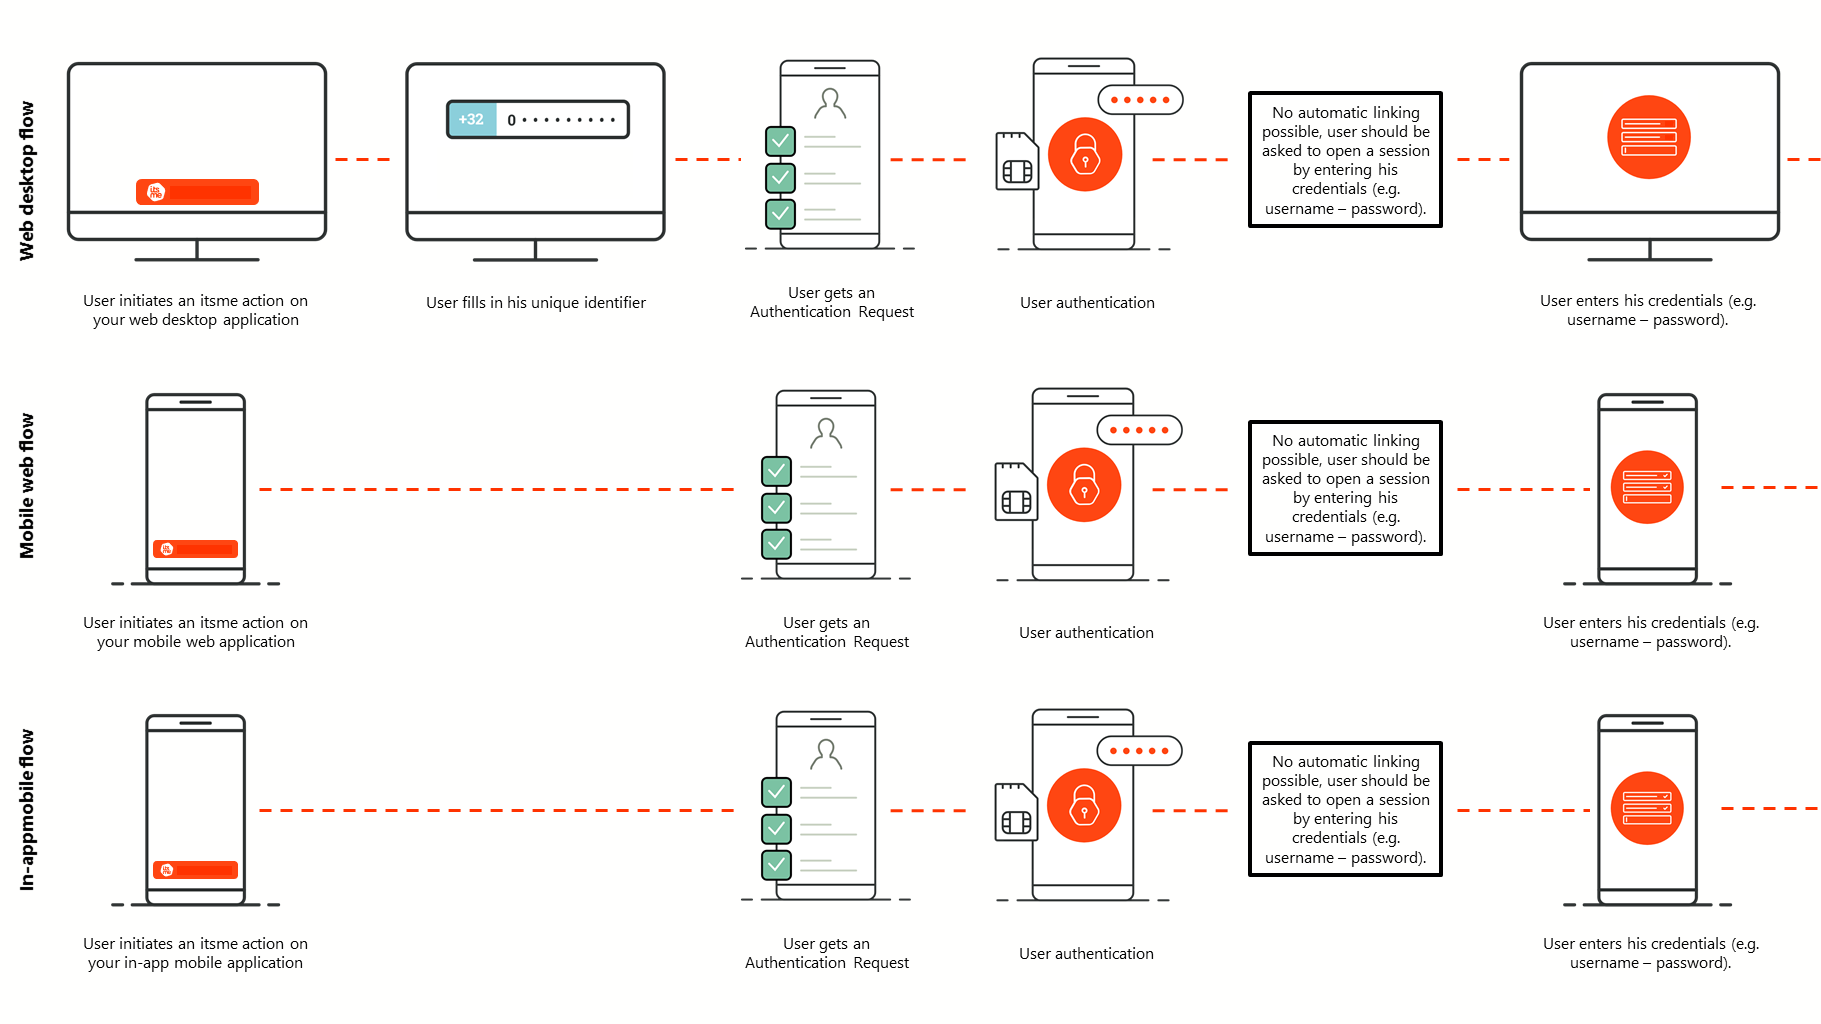 Web desktop flow
itsme
+32 0
No automatic linking
possible, user should be
asked to open a session
by entering his
credentials (e.g.
username – password).
User initiates an itsme action on
your web desktop application
User fills in his unique identifier
User gets an
Authentication Request
User authentication
User enters his credentials (e.g.
username – password).
Mobile web flow
itsme
No automatic linking
possible, user should be
asked to open a session
by entering his
credentials (e.g.
username – password).
User initiates an itsme action on
your mobile web application
User gets an
Authentication Request
User authentication
User enters his credentials (e.g.
username – password).
In-appmobile flow
itsme
No automatic linking
possible, user should be
asked to open a session
by entering his
credentials (e.g.
username – password).
User initiates an itsme action on
your in-app mobile application
User gets an
Authentication Request
User authentication
User enters his credentials (e.g.
username – password).